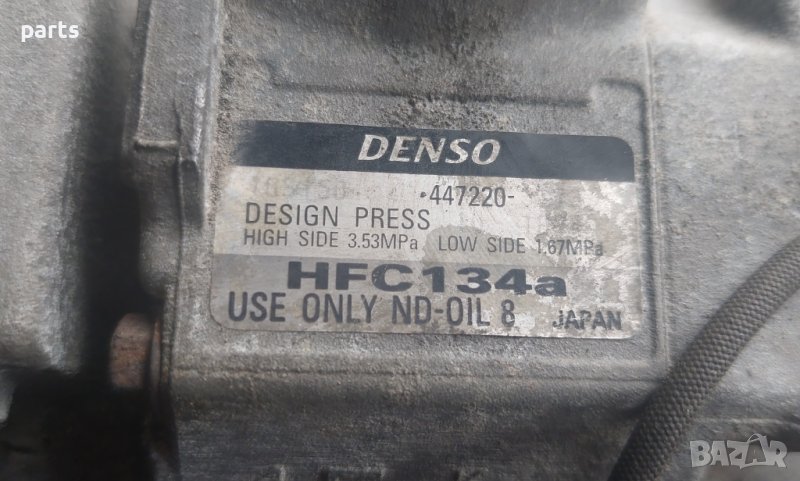 parts
DENSO
·447220-
DESIGN PRESS
HIGH SIDE 3.53MPa LOW SIDE 1.67MPa
HFC134a
USE ONLY ND-OIL 8 JAPAN
BAZAR